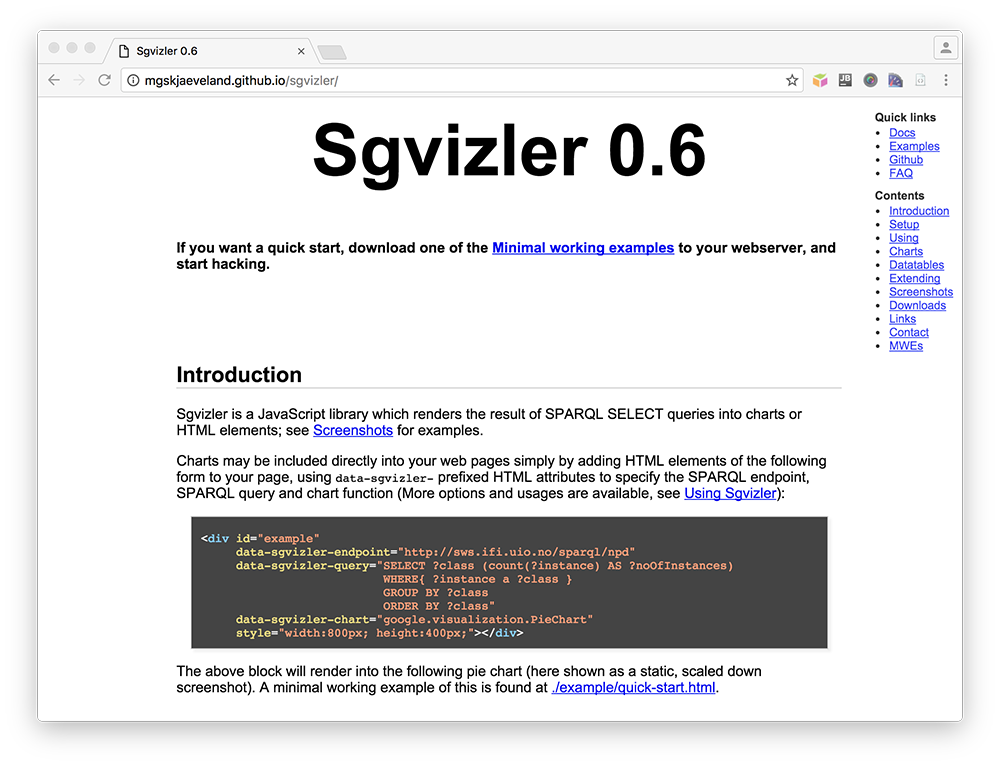 Sgvizler 0.6
mgskjaeveland.github.io/sgvizler/
JB
Sgvizler 0.6
If you want a quick start, download one of the Minimal working examples to your webserver, and
start hacking.
Introduction
Sgvizler is a JavaScript library which renders the result of SPARQL SELECT queries into charts or
HTML elements; see Screenshots for examples.
Charts may be included directly into your web pages simply by adding HTML elements of the following
form to your page, using data-sgvizler- prefixed HTML attributes to specify the SPARQL endpoint,
SPARQL query and chart function (More options and usages are available, see Using Sgvizler):
<div id="example"
data-sgvizler-endpoint="http://sws.ifi.uio.no/sparql/npd"
data-sgvizler-query="SELECT ?class (count(?instance) AS ?noOfInstances)
WHERE{ ?instance a ?class }
GROUP BY ?class
ORDER BY ?class"
data-sgvizler-chart="google.visualization.PieChart"
style="width:800px; height:400px;"></div>
The above block will render into the following pie chart (here shown as a static, scaled down
screenshot). A minimal working example of this is found at ./example/quick-start.html.
Quick links
• Docs
• Examples
• Github
• FAQ
Contents
• Introduction
• Setup
• Using
• Charts
• Datatables
• Extending
• Screenshots
• Downloads
• Links
• Contact
• MWEs